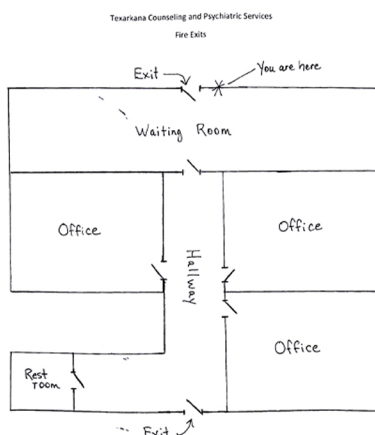 Texarkana Counseling and Psychiatric Services
Fire Exits
Exit
You are here
Waiting Room
Office
Office
Hallway
Office
Rest
room
Exit